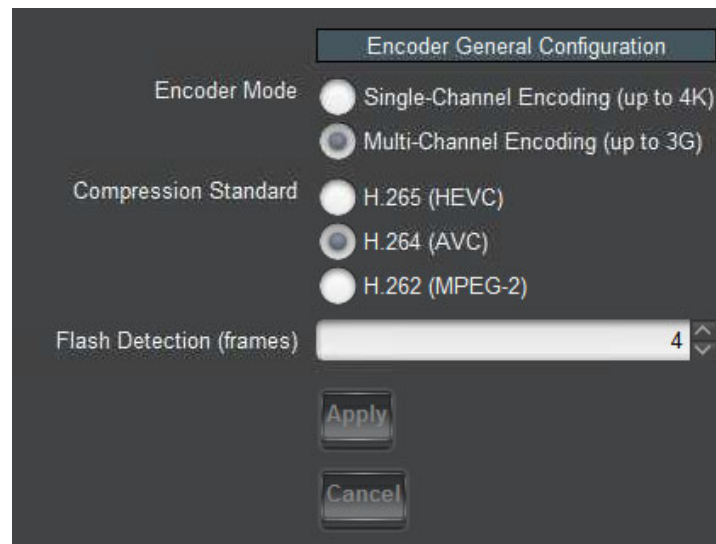 Encoder General Configuration
Encoder Mode
Single-Channel Encoding (up to 4K)
Multi-Channel Encoding (up to 3G)
Compression Standard
H.265 (HEVC)
H.264 (AVC)
H.262 (MPEG-2)
Flash Detection (frames) 4
Apply
Cancel